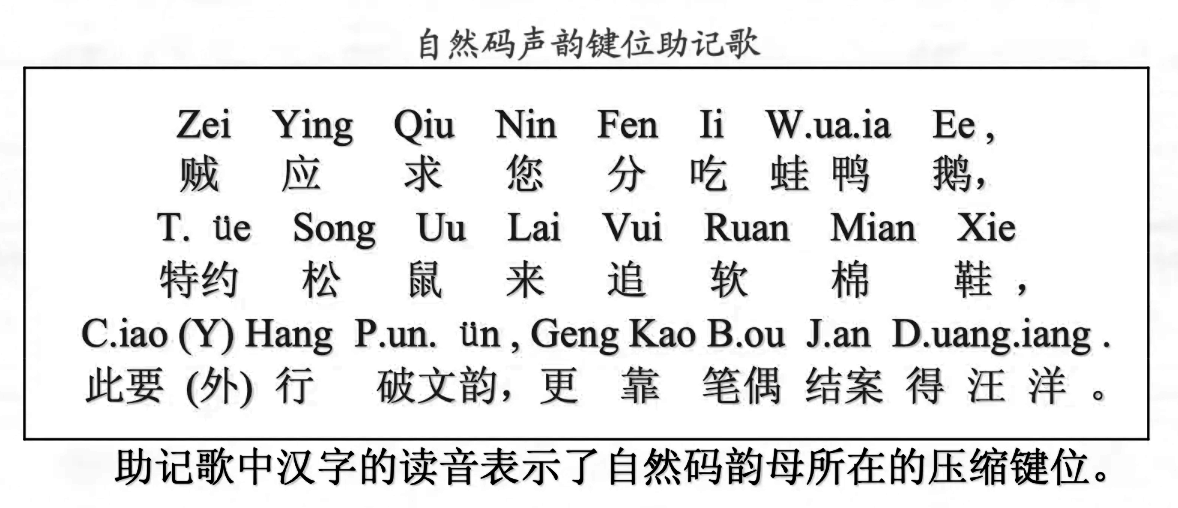 自然码声韵键位助记歌
Zei Ying Qiu Nin Fen Ii W.ua.ia Ee ,
贼 应 求 您 分 吃 蛙 鸭 鹅，
T. üe Song Uu Lai Vui Ruan Mian Xie
特约 松 鼠 来 追 软 棉 鞋 ，
C.iao (Y) Hang P.un. ün , Geng Kao B.ou J.an D.uang.iang .
此要 (外) 行 破文韵，更 靠 笔偶 结案 得 汪 洋 。
助记歌中汉字的读音表示了自然码韵母所在的压缩键位。